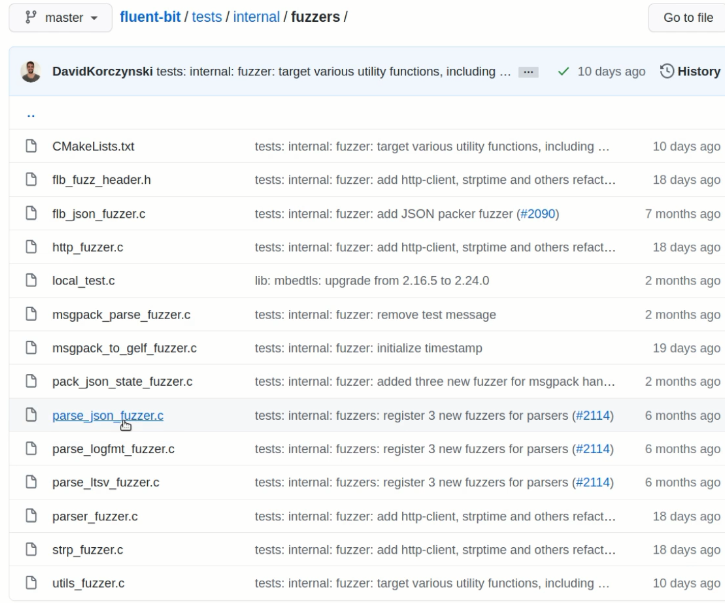 master fluent-bit / tests / internal / fuzzers / Go to file
DavidKorczynski tests: internal: fuzzer: target various utility functions, including … ... 10 days ago History
..
CMakeLists.txt tests: internal: fuzzer: target various utility functions, including … 10 days ago
flb_fuzz_header.h tests: internal: fuzzer: add http-client, strptime and others refact… 18 days ago
flb_json_fuzzer.c tests: internal: fuzzer: add JSON packer fuzzer (#2090) 7 months ago
http_fuzzer.c tests: internal: fuzzer: add http-client, strptime and others refact… 18 days ago
local_test.c lib: mbedtls: upgrade from 2.16.5 to 2.24.0 2 months ago
msgpack_parse_fuzzer.c tests: internal: fuzzer: remove test message 2 months ago
msgpack_to_gelf_fuzzer.c tests: internal: fuzzer: initialize timestamp 19 days ago
pack_json_state_fuzzer.c tests: internal: fuzzer: added three new fuzzer for msgpack han… 2 months ago
parse_json_fuzzer.c tests: internal: fuzzers: register 3 new fuzzers for parsers (#2114) 6 months ago
parse_logfmt_fuzzer.c tests: internal: fuzzers: register 3 new fuzzers for parsers (#2114) 6 months ago
parse_ltsv_fuzzer.c tests: internal: fuzzers: register 3 new fuzzers for parsers (#2114) 6 months ago
parser_fuzzer.c tests: internal: fuzzer: add http-client, strptime and others refact… 18 days ago
strp_fuzzer.c tests: internal: fuzzer: add http-client, strptime and others refact… 18 days ago
utils_fuzzer.c tests: internal: fuzzer: target various utility functions, including … 10 days ago